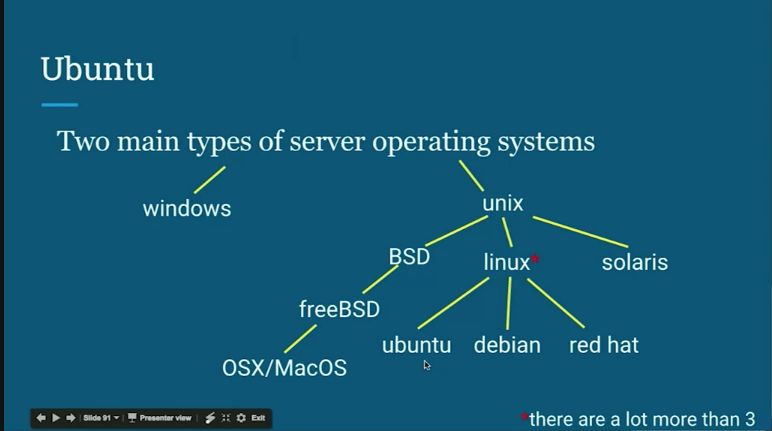 Ubuntu
Two main types of server operating systems
windows
unix
BSD
linux*
solaris
freeBSD
ubuntu
debian
red hat
OSX/MacOS
Slide 91
Presenter view
Exit
*there are a lot more than 3